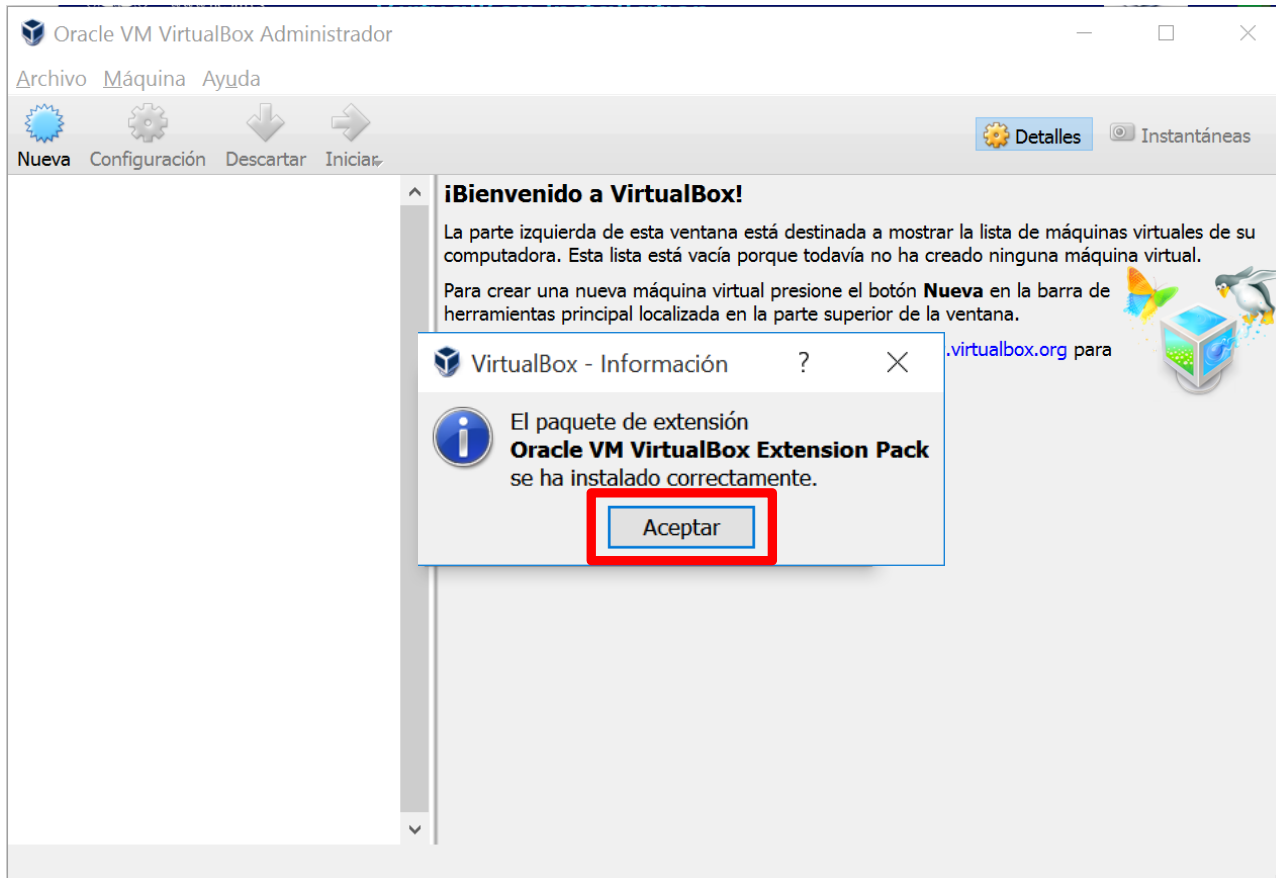 Oracle VM VirtualBox Administrador
Archivo Máquina Ayuda
Nueva Configuración Descartar Iniciar
Detalles Instantáneas
¡Bienvenido a VirtualBox!
La parte izquierda de esta ventana está destinada a mostrar la lista de máquinas virtuales de su
computadora. Esta lista está vacía porque todavía no ha creado ninguna máquina virtual.
Para crear una nueva máquina virtual presione el botón Nueva en la barra de
herramientas principal localizada en la parte superior de la ventana.
.virtualbox.org para
VirtualBox - Información ?
El paquete de extensión
Oracle VM VirtualBox Extension Pack
se ha instalado correctamente.
Aceptar